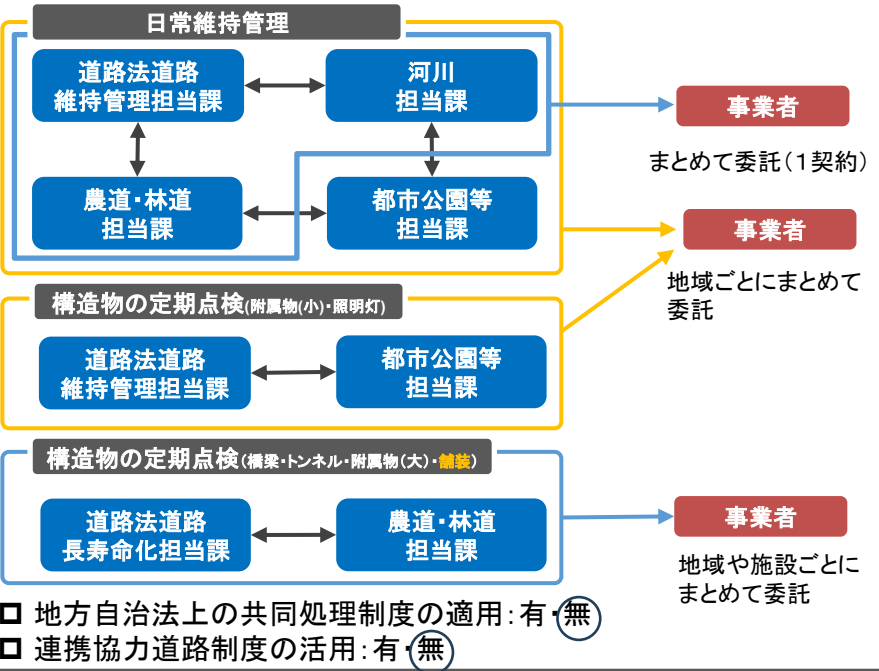 日常維持管理
道路法道路
維持管理担当課
河川
担当課
農道・林道
担当課
都市公園等
担当課
事業者
まとめて委託(1契約)
事業者
地域ごとにまとめて
委託
構造物の定期点検(附属物(小)・照明灯)
道路法道路
維持管理担当課
都市公園等
担当課
構造物の定期点検(橋梁・トンネル・附属物(大)・舗装)
道路法道路
長寿命化担当課
農道・林道
担当課
事業者
地域や施設ごとに
まとめて委託
地方自治法上の共同処理制度の適用:有・無
連携協力道路制度の活用:有・無